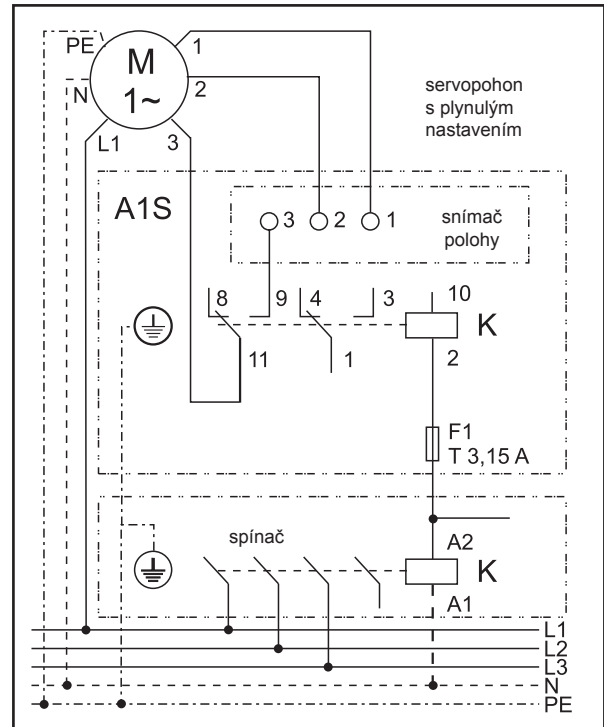 PE
1
M
1~
N
2
L1
3
servopohon
s plynulým
nastavením
A1S
3 2 1
snímač
polohy
8 9 4 3 10
K
11 1 2
F1
T 3,15 A
spínač
A2
K
A1
L1
L2
L3
N
PE